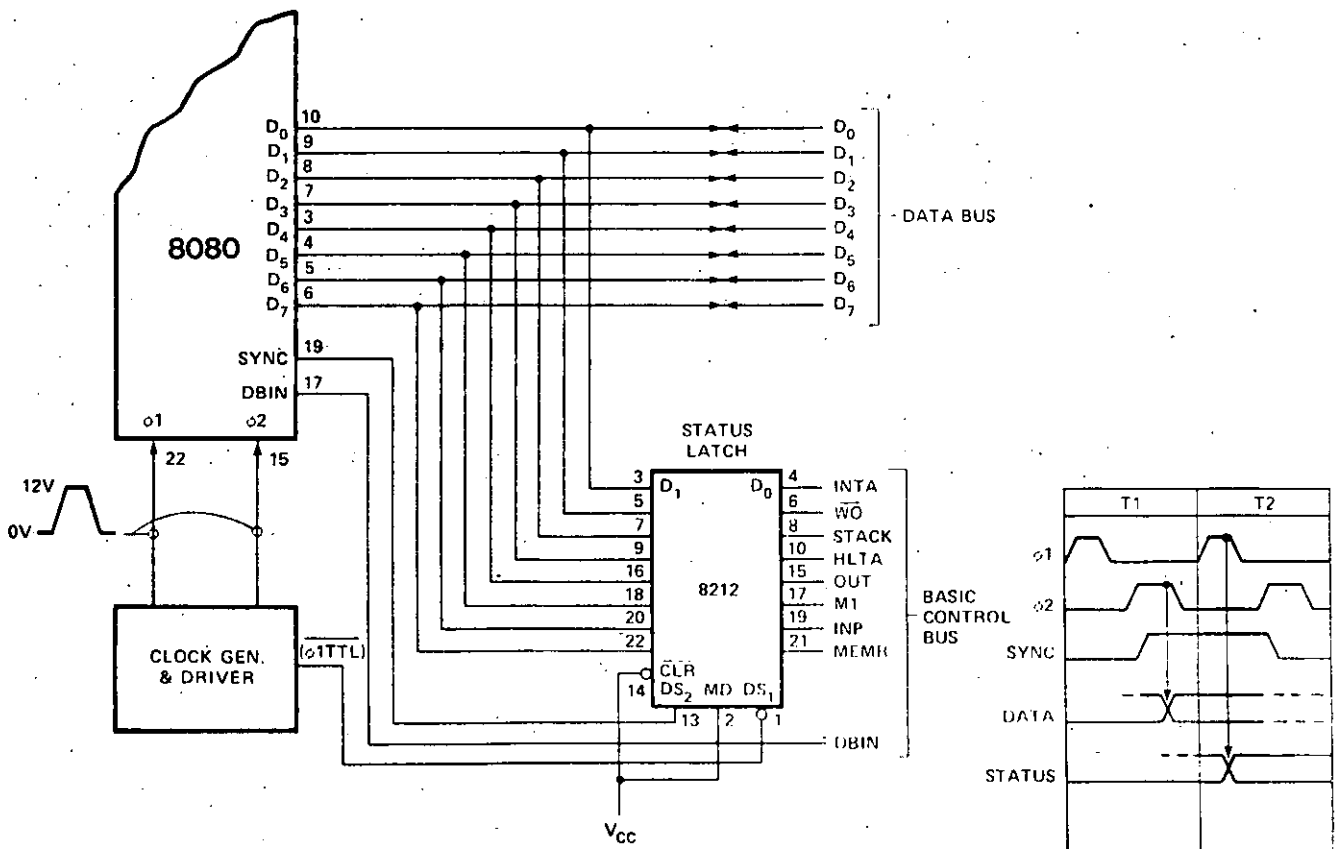 8080
D₀ 10
D₁ 9
D₂ 8
D₃ 7
D₄ 3
D₅ 4
D₆ 5
D₇ 6
SYNC 19
DBIN 17
φ1 φ2
22 15
12V
0V
CLOCK GEN.
& DRIVER
(φ1TTL)
D₀
D₁
D₂
D₃
D₄
D₅
D₆
D₇
DATA BUS
STATUS
LATCH
3 D₁ D₀ 4 INTA
5 6 W̅O̅
7 8 STACK
9 10 HLTA
16 15 OUT
18 8212 17 M1
20 19 INP
22 21 MEMR
C̅L̅R̅
14 DS₂ MD DS₁
13 2 1
DBIN
BASIC
CONTROL
BUS
V_CC
T1 T2
φ1
φ2
SYNC
DATA
STATUS